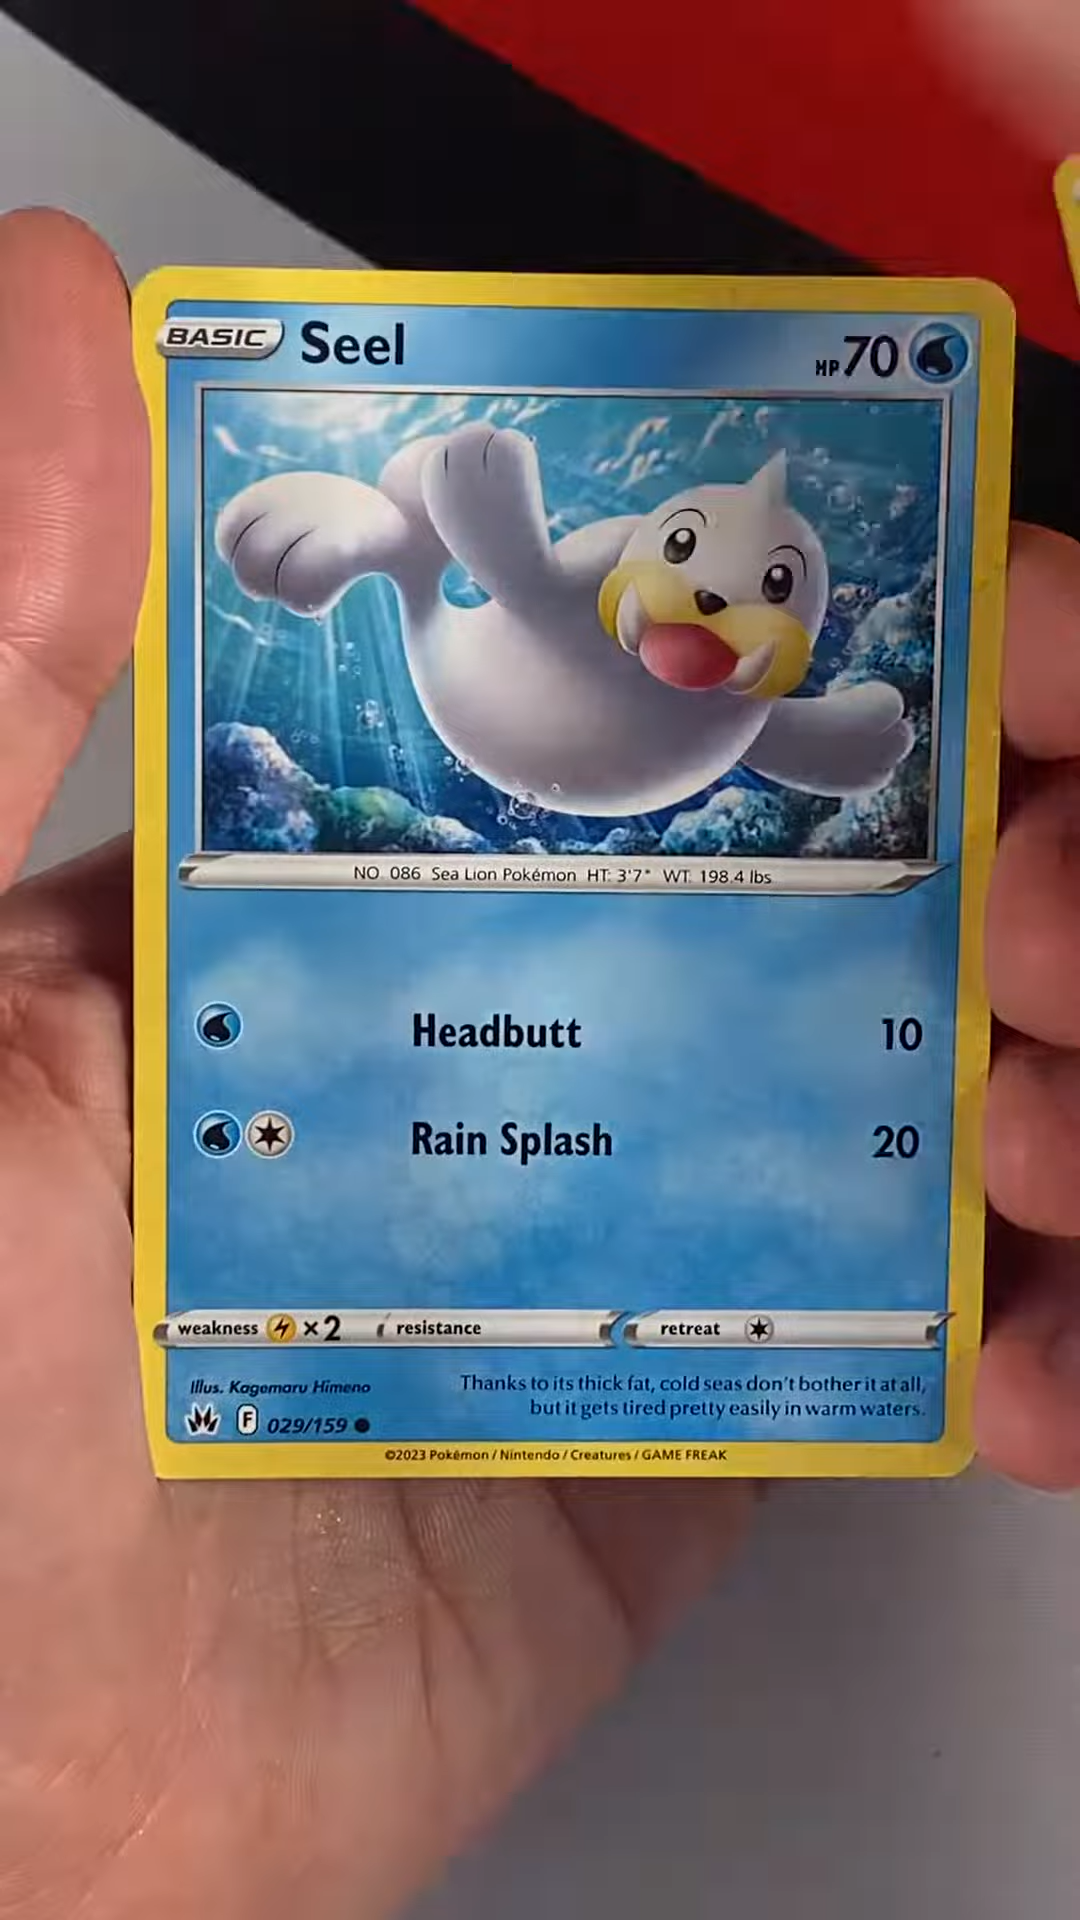 BASIC Seel HP 70
NO. 086 Sea Lion Pokémon HT: 3'7" WT: 198.4 lbs
Headbutt 10
Rain Splash 20
weakness ×2 resistance retreat
Illus. Kagemaru Himeno
Thanks to its thick fat, cold seas don't bother it at all,
but it gets tired pretty easily in warm waters.
F 029/159
©2023 Pokémon / Nintendo / Creatures / GAME FREAK